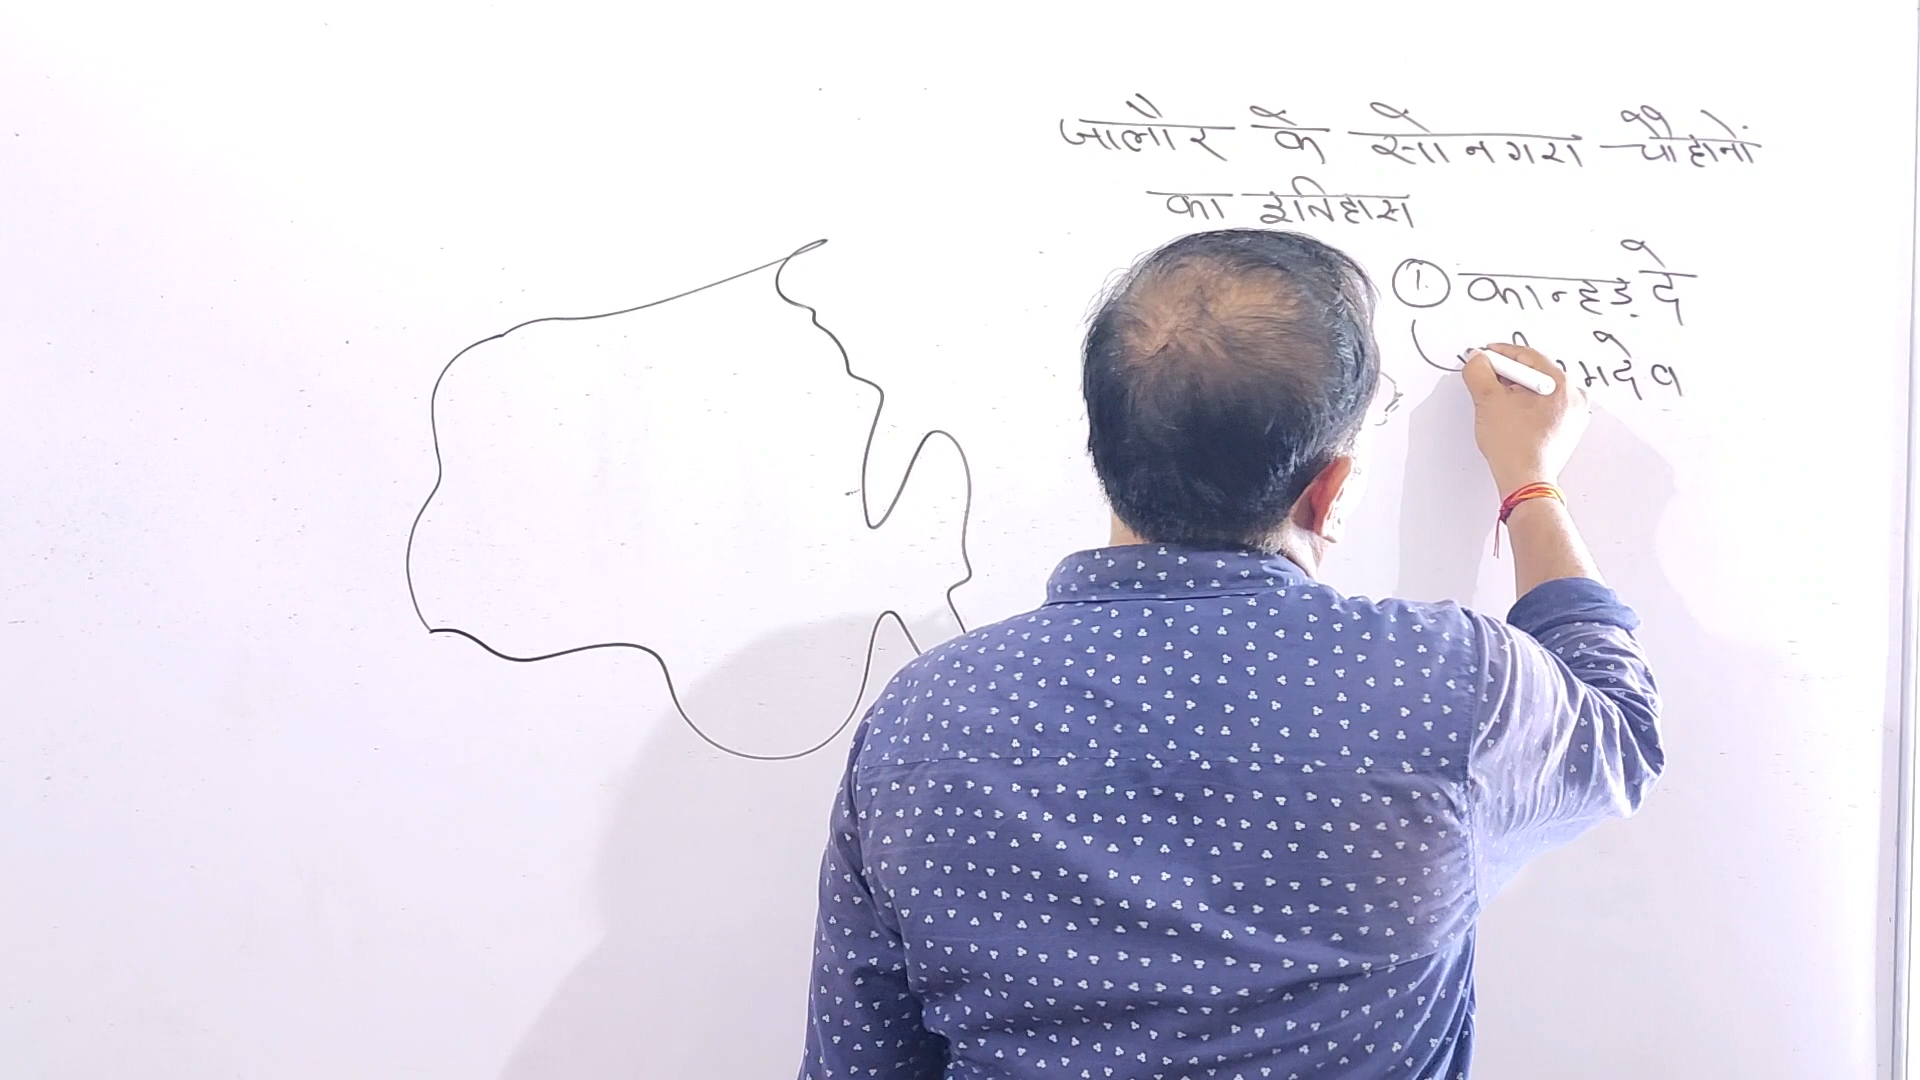 जालौर के सोनगरा चौहानों
का इतिहास
1. कान्हड़दे